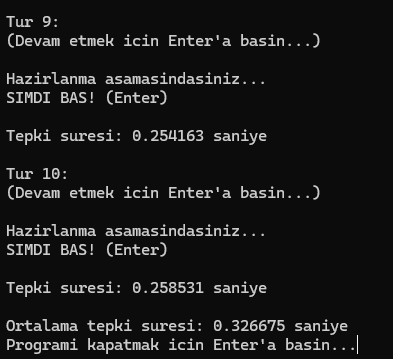 Tur 9:
(Devam etmek icin Enter'a basin...)
Hazirlanma asamasindasiniz...
SIMDI BAS! (Enter)
Tepki suresi: 0.254163 saniye
Tur 10:
(Devam etmek icin Enter'a basin...)
Hazirlanma asamasindasiniz...
SIMDI BAS! (Enter)
Tepki suresi: 0.258531 saniye
Ortalama tepki suresi: 0.326675 saniye
Programi kapatmak icin Enter'a basin...